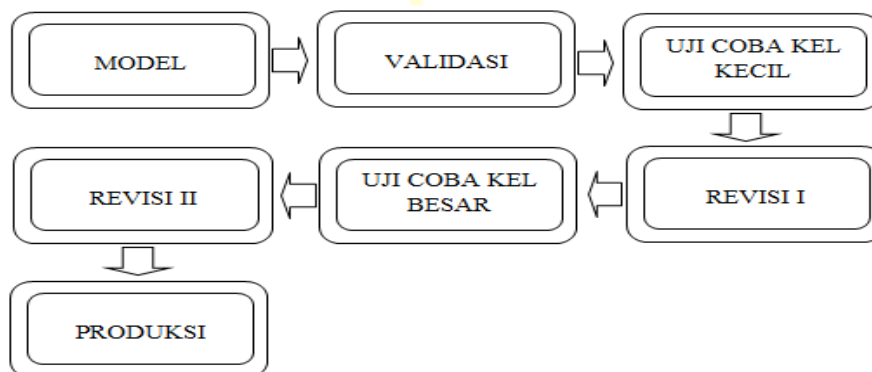 MODEL
VALIDASI
UJI COBA KEL
KECIL
REVISI I
UJI COBA KEL
BESAR
REVISI II
PRODUKSI